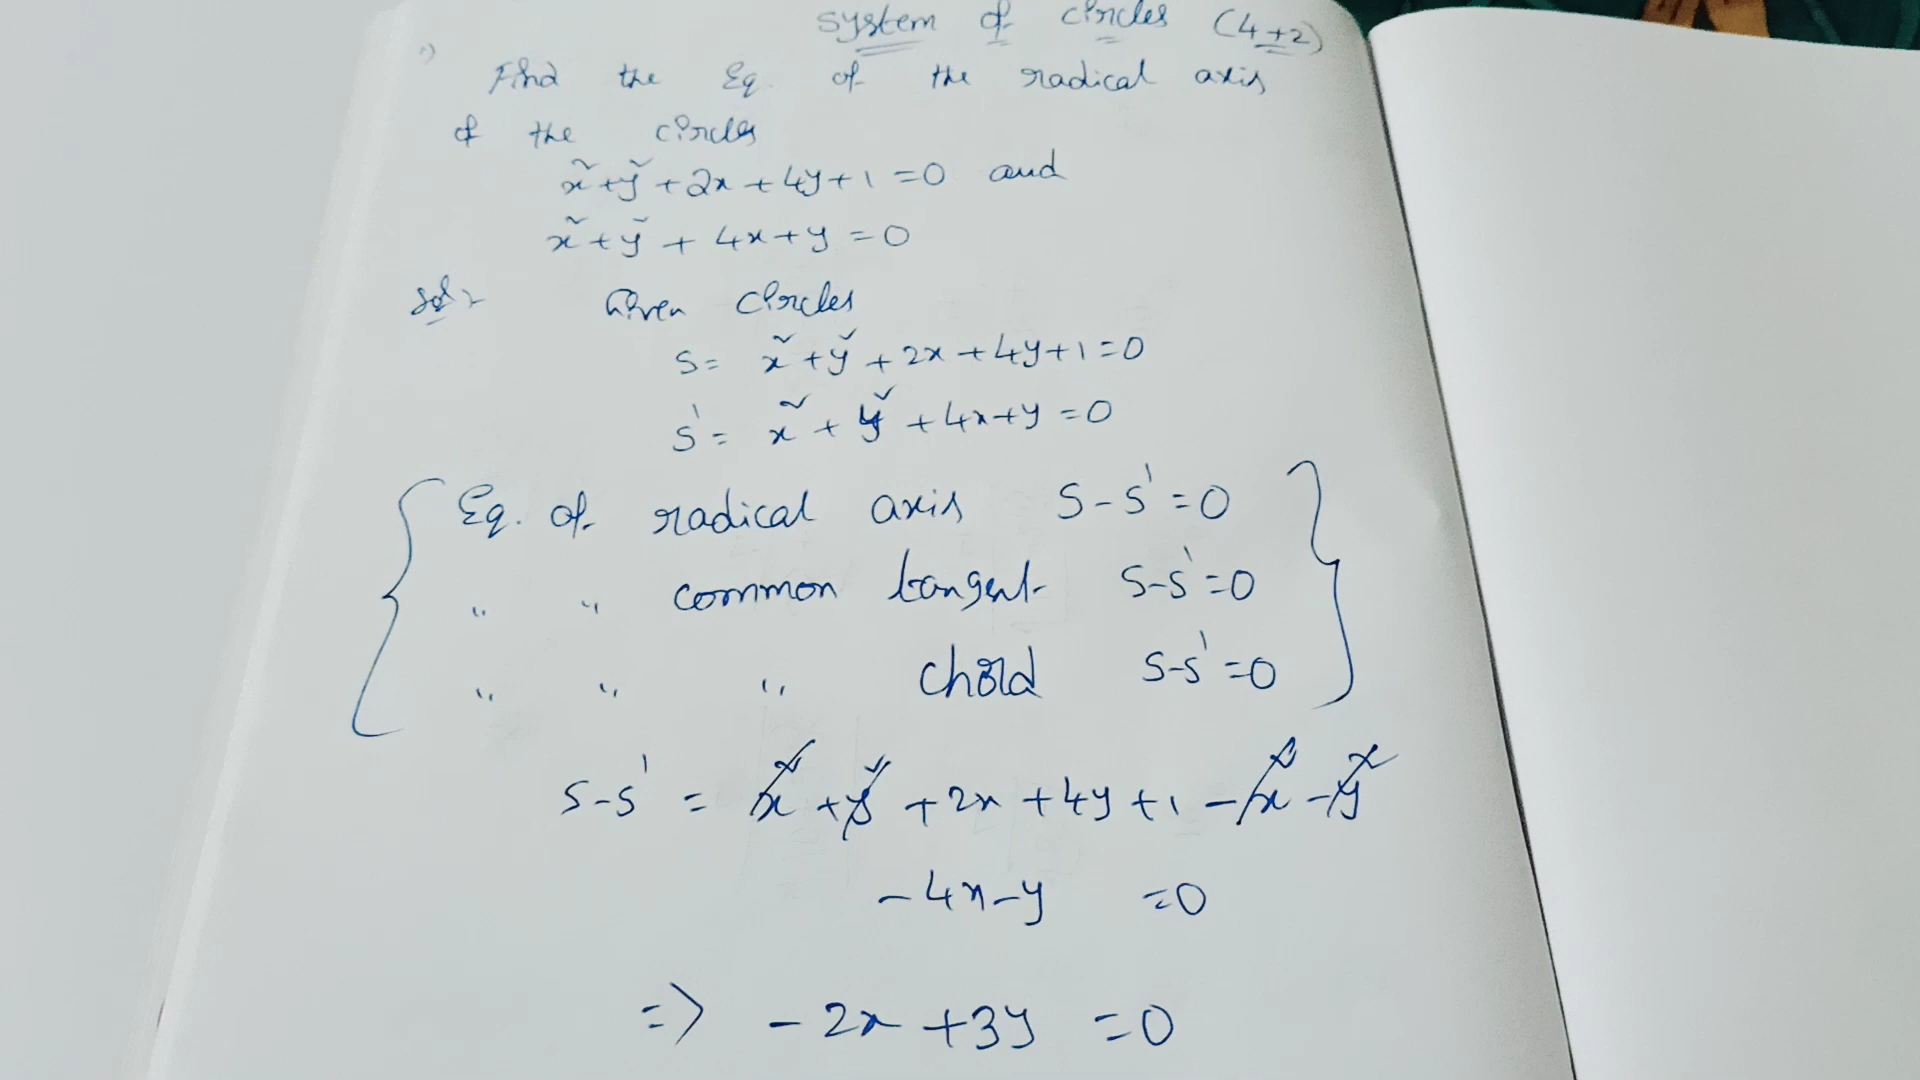 system of circles (4+2)
1) Find the Eq. of the radical axis
of the circles
x²+y²+2x+4y+1=0 and
x²+y²+4x+y=0
Sol:- Given circles
S= x²+y²+2x+4y+1=0
S'= x²+y²+4x+y=0
Eq. of radical axis S-S'=0
" " common tangent S-S'=0
" " " chord S-S'=0
S-S' = x²+y²+2x+4y+1-x²-y²
-4x-y =0
=> -2x+3y =0